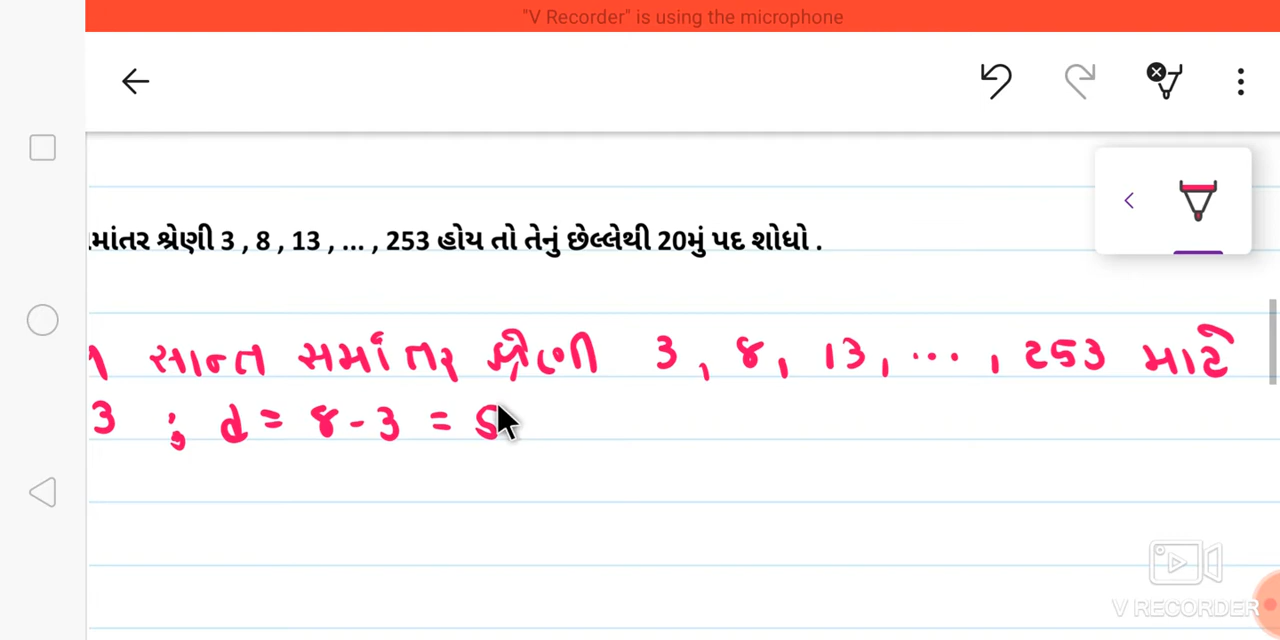 "V Recorder" is using the microphone
માંતર શ્રેણી 3 , 8 , 13 , ... , 253 હોય તો તેનું છેલ્લેથી 20મું પદ શોધો .
સાન્ત સમાંતર શ્રેણી 3 , 8 , 13 , ... , 253 માટે
3 ; d = 8 - 3 = 5
V RECORDER